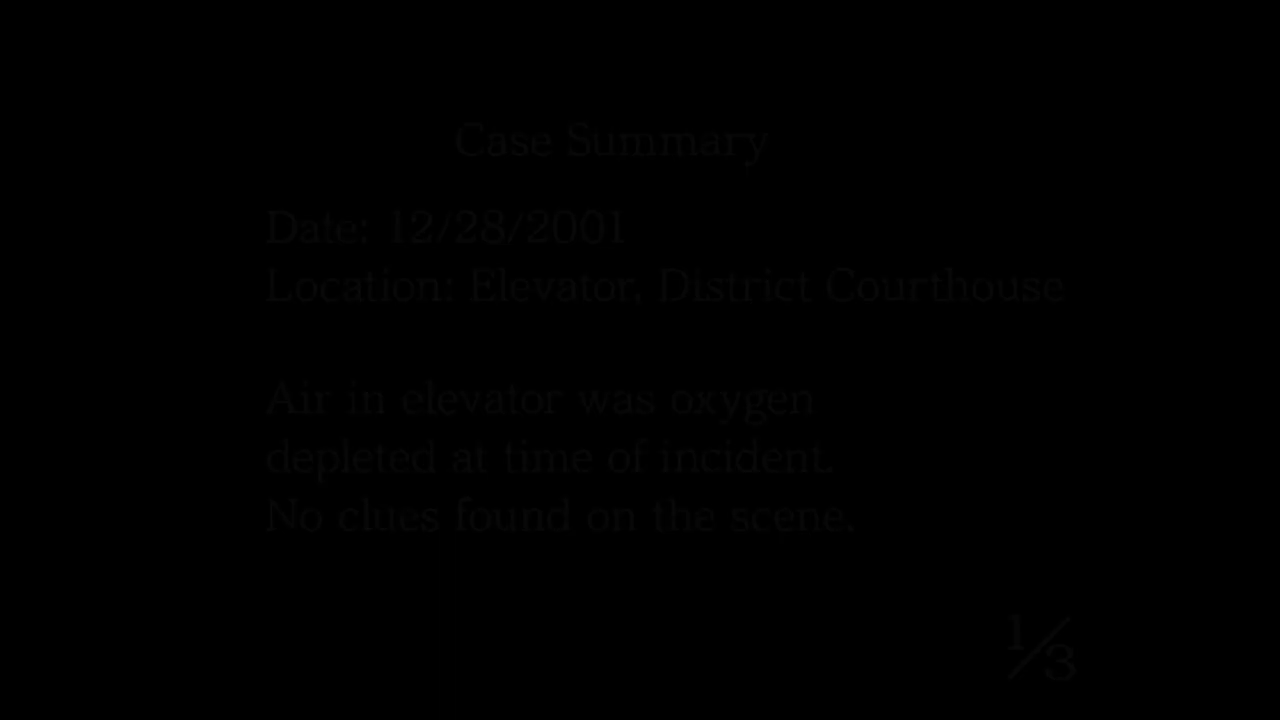 Case Summary
Date: 12/28/2001
Location: Elevator, District Courthouse
Air in elevator was oxygen
depleted at time of incident.
No clues found on the scene.
1/3